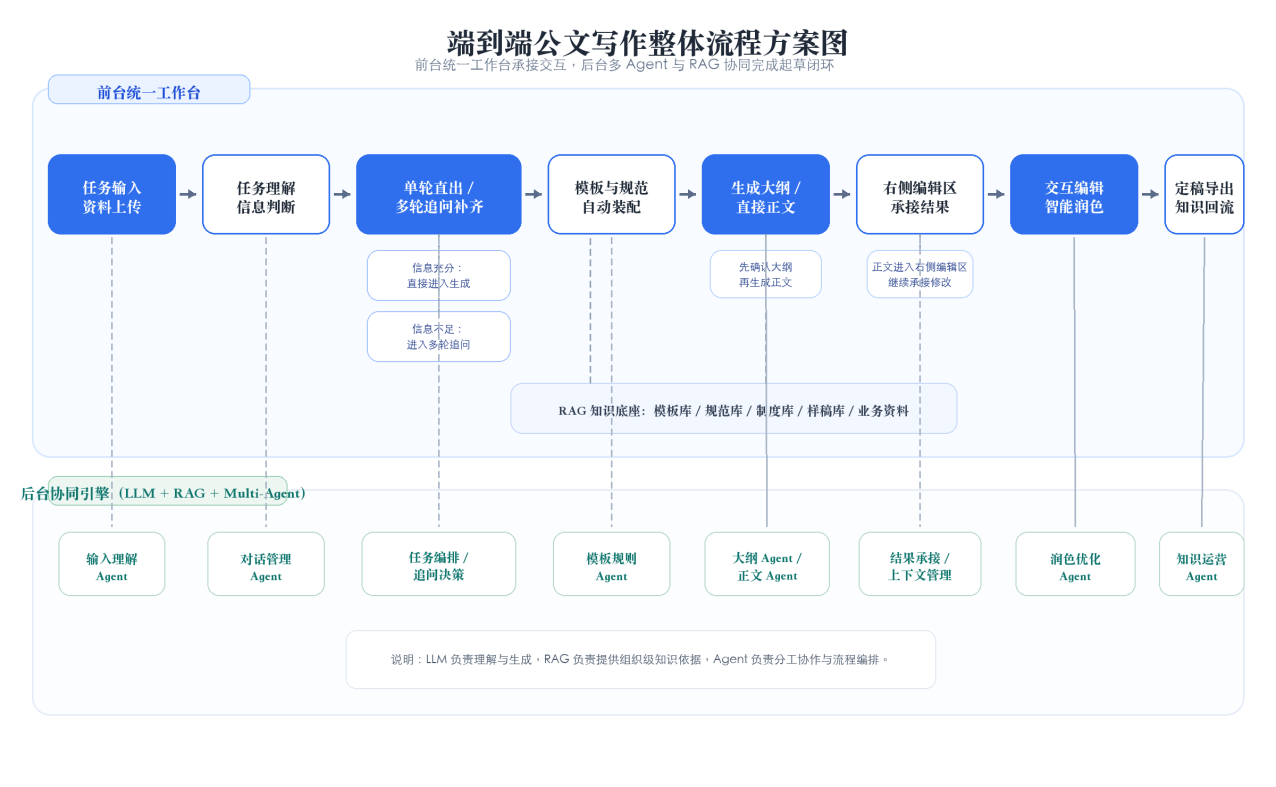 端到端公文写作整体流程方案图
前台统一工作台承接交互，后台多 Agent 与 RAG 协同完成起草闭环
前台统一工作台
任务输入
资料上传
任务理解
信息判断
单轮直出 /
多轮追问补齐
模板与规范
自动装配
生成大纲 /
直接正文
右侧编辑区
承接结果
交互编辑
智能润色
定稿导出
知识回流
信息充分：
直接进入生成
信息不足：
进入多轮追问
先确认大纲
再生成正文
正文进入右侧编辑区
继续承接修改
RAG 知识底座：模板库 / 规范库 / 制度库 / 样稿库 / 业务资料
后台协同引擎（LLM + RAG + Multi-Agent）
输入理解
Agent
对话管理
Agent
任务编排 /
追问决策
模板规则
Agent
大纲 Agent /
正文 Agent
结果承接 /
上下文管理
润色优化
Agent
知识运营
Agent
说明：LLM 负责理解与生成，RAG 负责提供组织级知识依据，Agent 负责分工协作与流程编排。